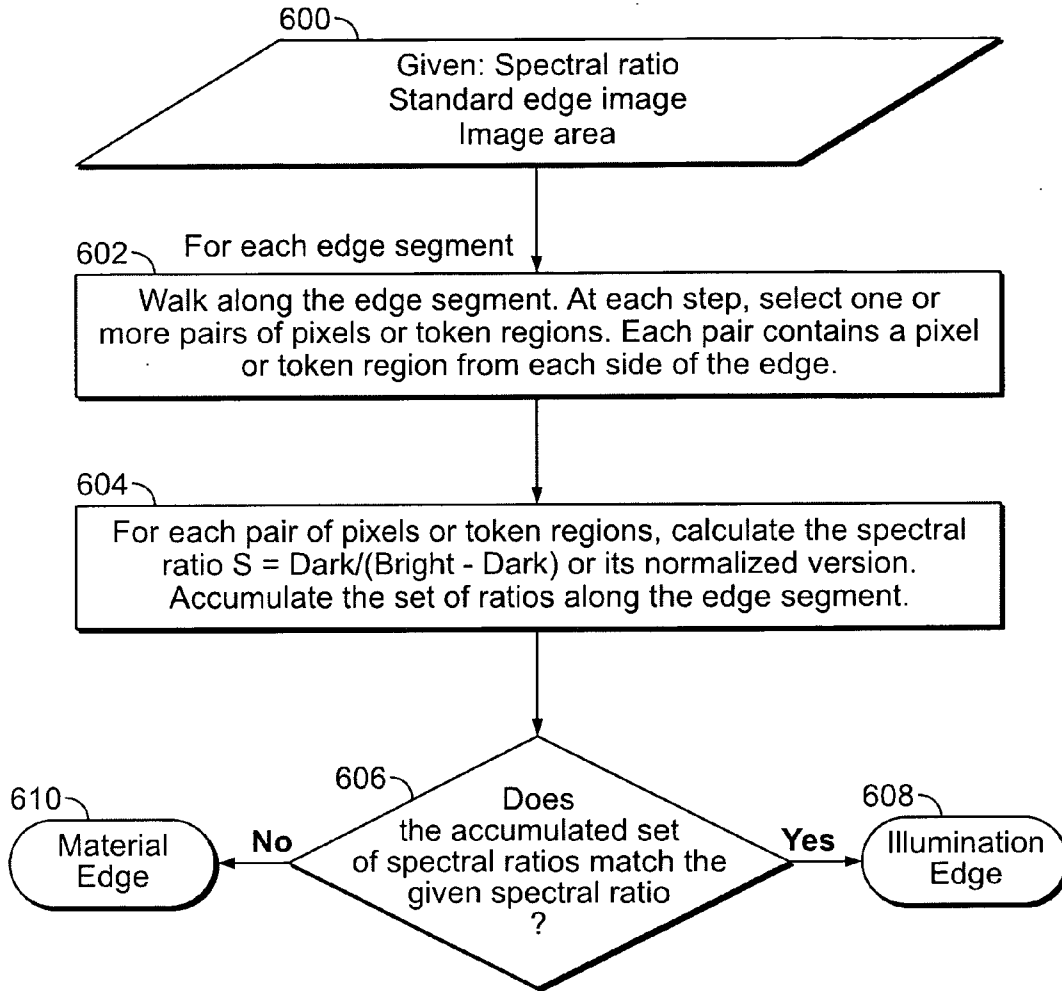 600
Given: Spectral ratio
Standard edge image
Image area
For each edge segment
602
Walk along the edge segment. At each step, select one or
more pairs of pixels or token regions. Each pair contains a pixel
or token region from each side of the edge.
604
For each pair of pixels or token regions, calculate the spectral
ratio S = Dark/(Bright - Dark) or its normalized version.
Accumulate the set of ratios along the edge segment.
606
Does
the accumulated set
of spectral ratios match the
given spectral ratio
?
610
Material
Edge
No
Yes
608
Illumination
Edge